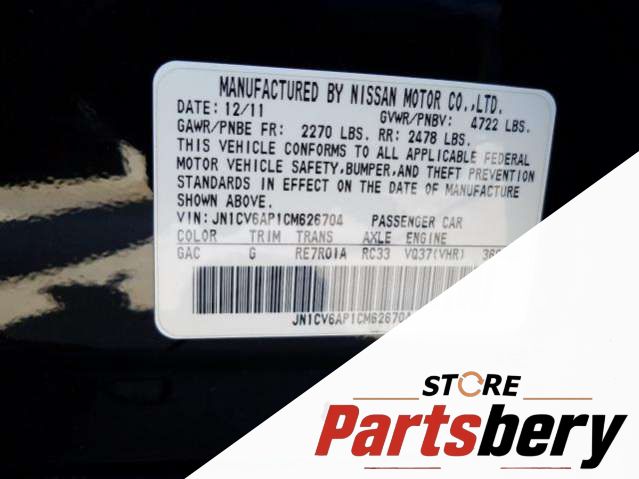 MANUFACTURED BY NISSAN MOTOR CO.,LTD.
DATE: 12/11 GVWR/PNBV: 4722 LBS.
GAWR/PNBE FR: 2270 LBS. RR: 2478 LBS.
THIS VEHICLE CONFORMS TO ALL APPLICABLE FEDERAL
MOTOR VEHICLE SAFETY,BUMPER,AND THEFT PREVENTION
STANDARDS IN EFFECT ON THE DATE OF MANUFACTURE
SHOWN ABOVE.
VIN: JN1CV6AP1CM626704 PASSENGER CAR
COLOR TRIM TRANS AXLE ENGINE
GAC G RE7R01A RC33 VQ37(VHR)
JN1CV6AP1CM626704
STORE
Partsbery